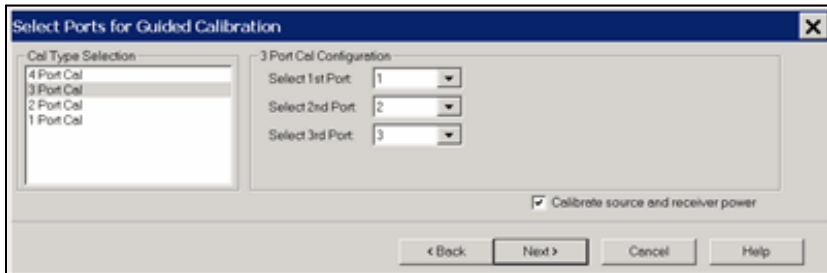 Select Ports for Guided Calibration
Cal Type Selection
4 Port Cal
3 Port Cal
2 Port Cal
1 Port Cal
3 Port Cal Configuration
Select 1st Port 1
Select 2nd Port 2
Select 3rd Port 3
Calibrate source and receiver power
< Back
Next >
Cancel
Help